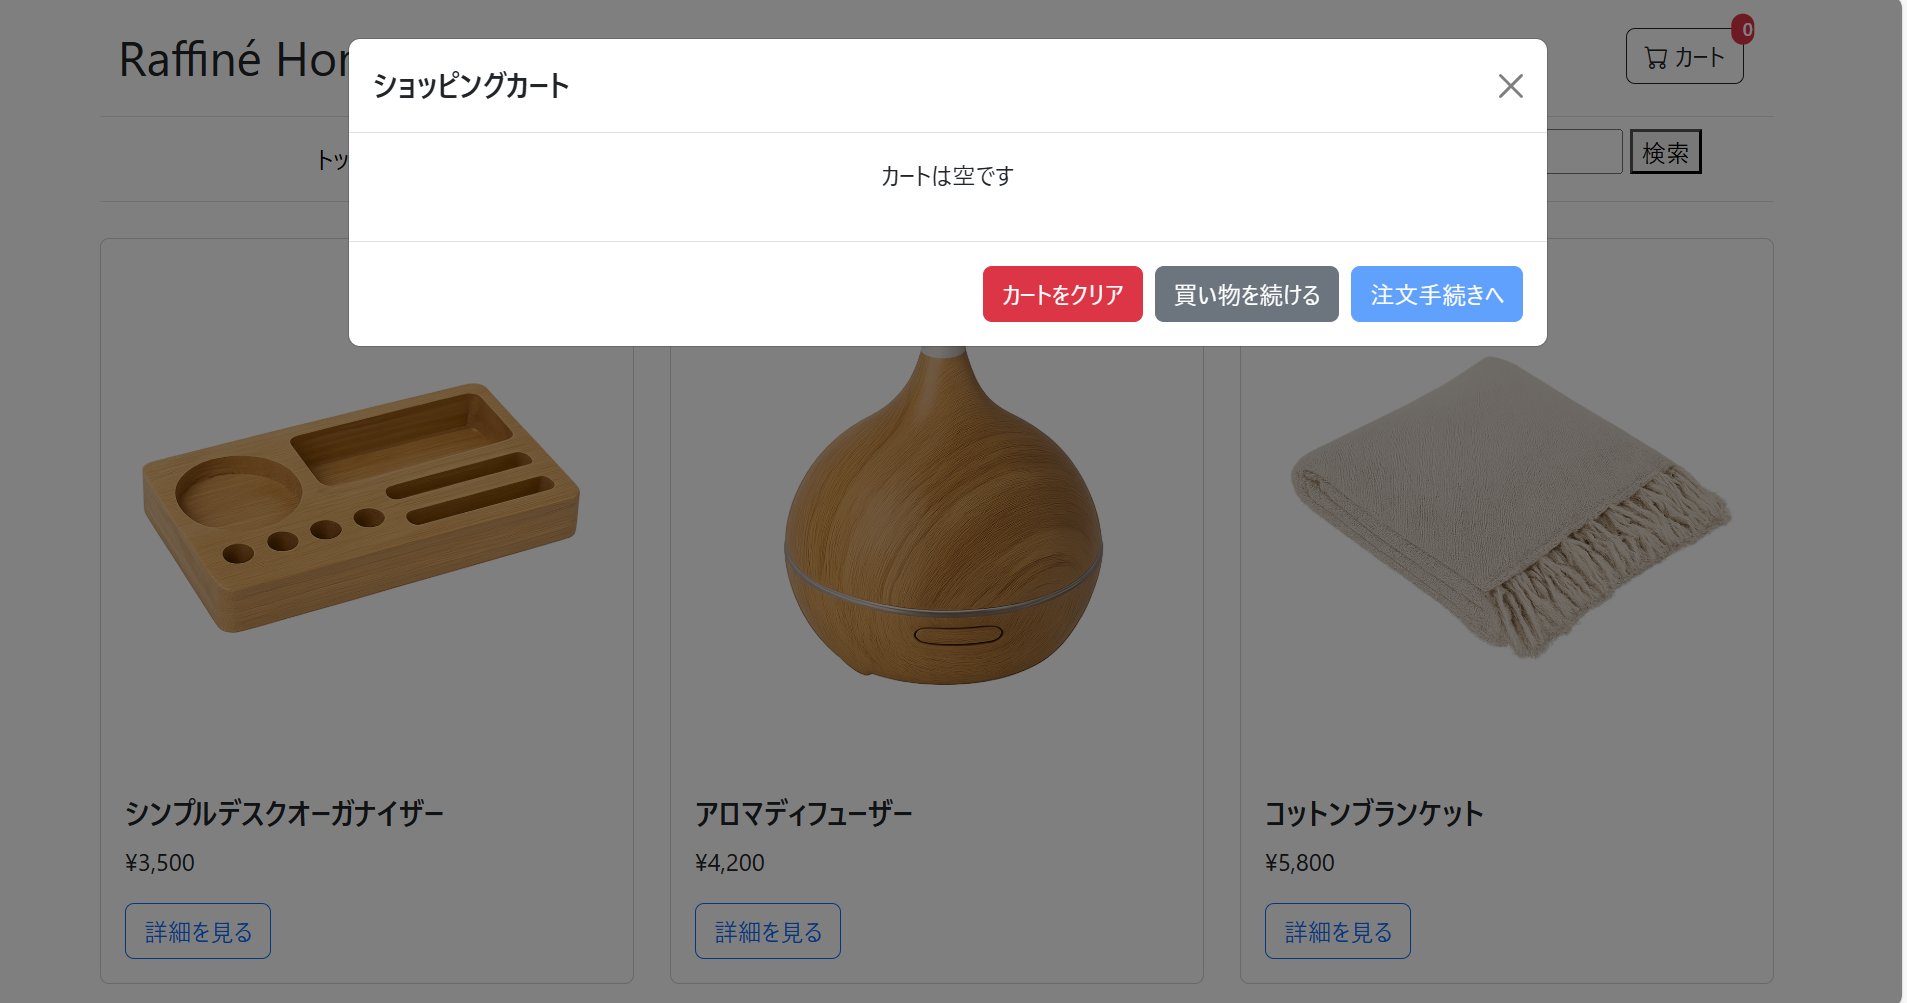 Raffiné Hor
カート
0
ショッピングカート
トッ
検索
カートは空です
カートをクリア
買い物を続ける
注文手続きへ
シンプルデスクオーガナイザー
¥3,500
詳細を見る
アロマディフューザー
¥4,200
詳細を見る
コットンブランケット
¥5,800
詳細を見る